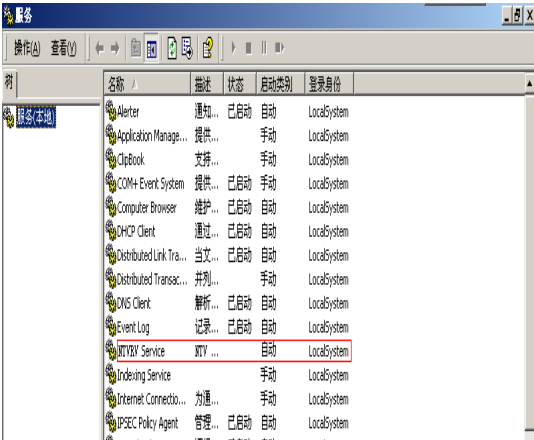 服务
操作(A) 查看(V)
树
名称 描述 状态 启动类别 登录身份
服务(本地)
Alerter 通知... 已启动 自动 LocalSystem
Application Manage... 提供... 手动 LocalSystem
ClipBook 支持... 手动 LocalSystem
COM+ Event System 提供... 已启动 手动 LocalSystem
Computer Browser 维护... 已启动 自动 LocalSystem
DHCP Client 通过... 已启动 自动 LocalSystem
Distributed Link Tra... 当文... 已启动 自动 LocalSystem
Distributed Transac... 并列... 手动 LocalSystem
DNS Client 解析... 已启动 自动 LocalSystem
Event Log 记录... 已启动 自动 LocalSystem
Service 自动 LocalSystem
Indexing Service 手动 LocalSystem
Internet Connectio... 为通... 手动 LocalSystem
IPSEC Policy Agent 管理... 已启动 自动 LocalSystem